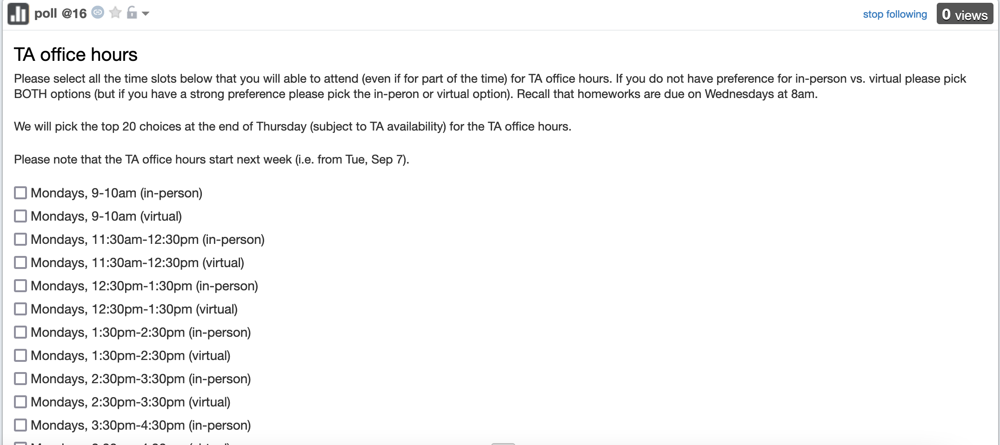 poll @16
stop following
0 views
TA office hours
Please select all the time slots below that you will able to attend (even if for part of the time) for TA office hours. If you do not have preference for in-person vs. virtual please pick
BOTH options (but if you have a strong preference please pick the in-peron or virtual option). Recall that homeworks are due on Wednesdays at 8am.
We will pick the top 20 choices at the end of Thursday (subject to TA availability) for the TA office hours.
Please note that the TA office hours start next week (i.e. from Tue, Sep 7).
Mondays, 9-10am (in-person)
Mondays, 9-10am (virtual)
Mondays, 11:30am-12:30pm (in-person)
Mondays, 11:30am-12:30pm (virtual)
Mondays, 12:30pm-1:30pm (in-person)
Mondays, 12:30pm-1:30pm (virtual)
Mondays, 1:30pm-2:30pm (in-person)
Mondays, 1:30pm-2:30pm (virtual)
Mondays, 2:30pm-3:30pm (in-person)
Mondays, 2:30pm-3:30pm (virtual)
Mondays, 3:30pm-4:30pm (in-person)